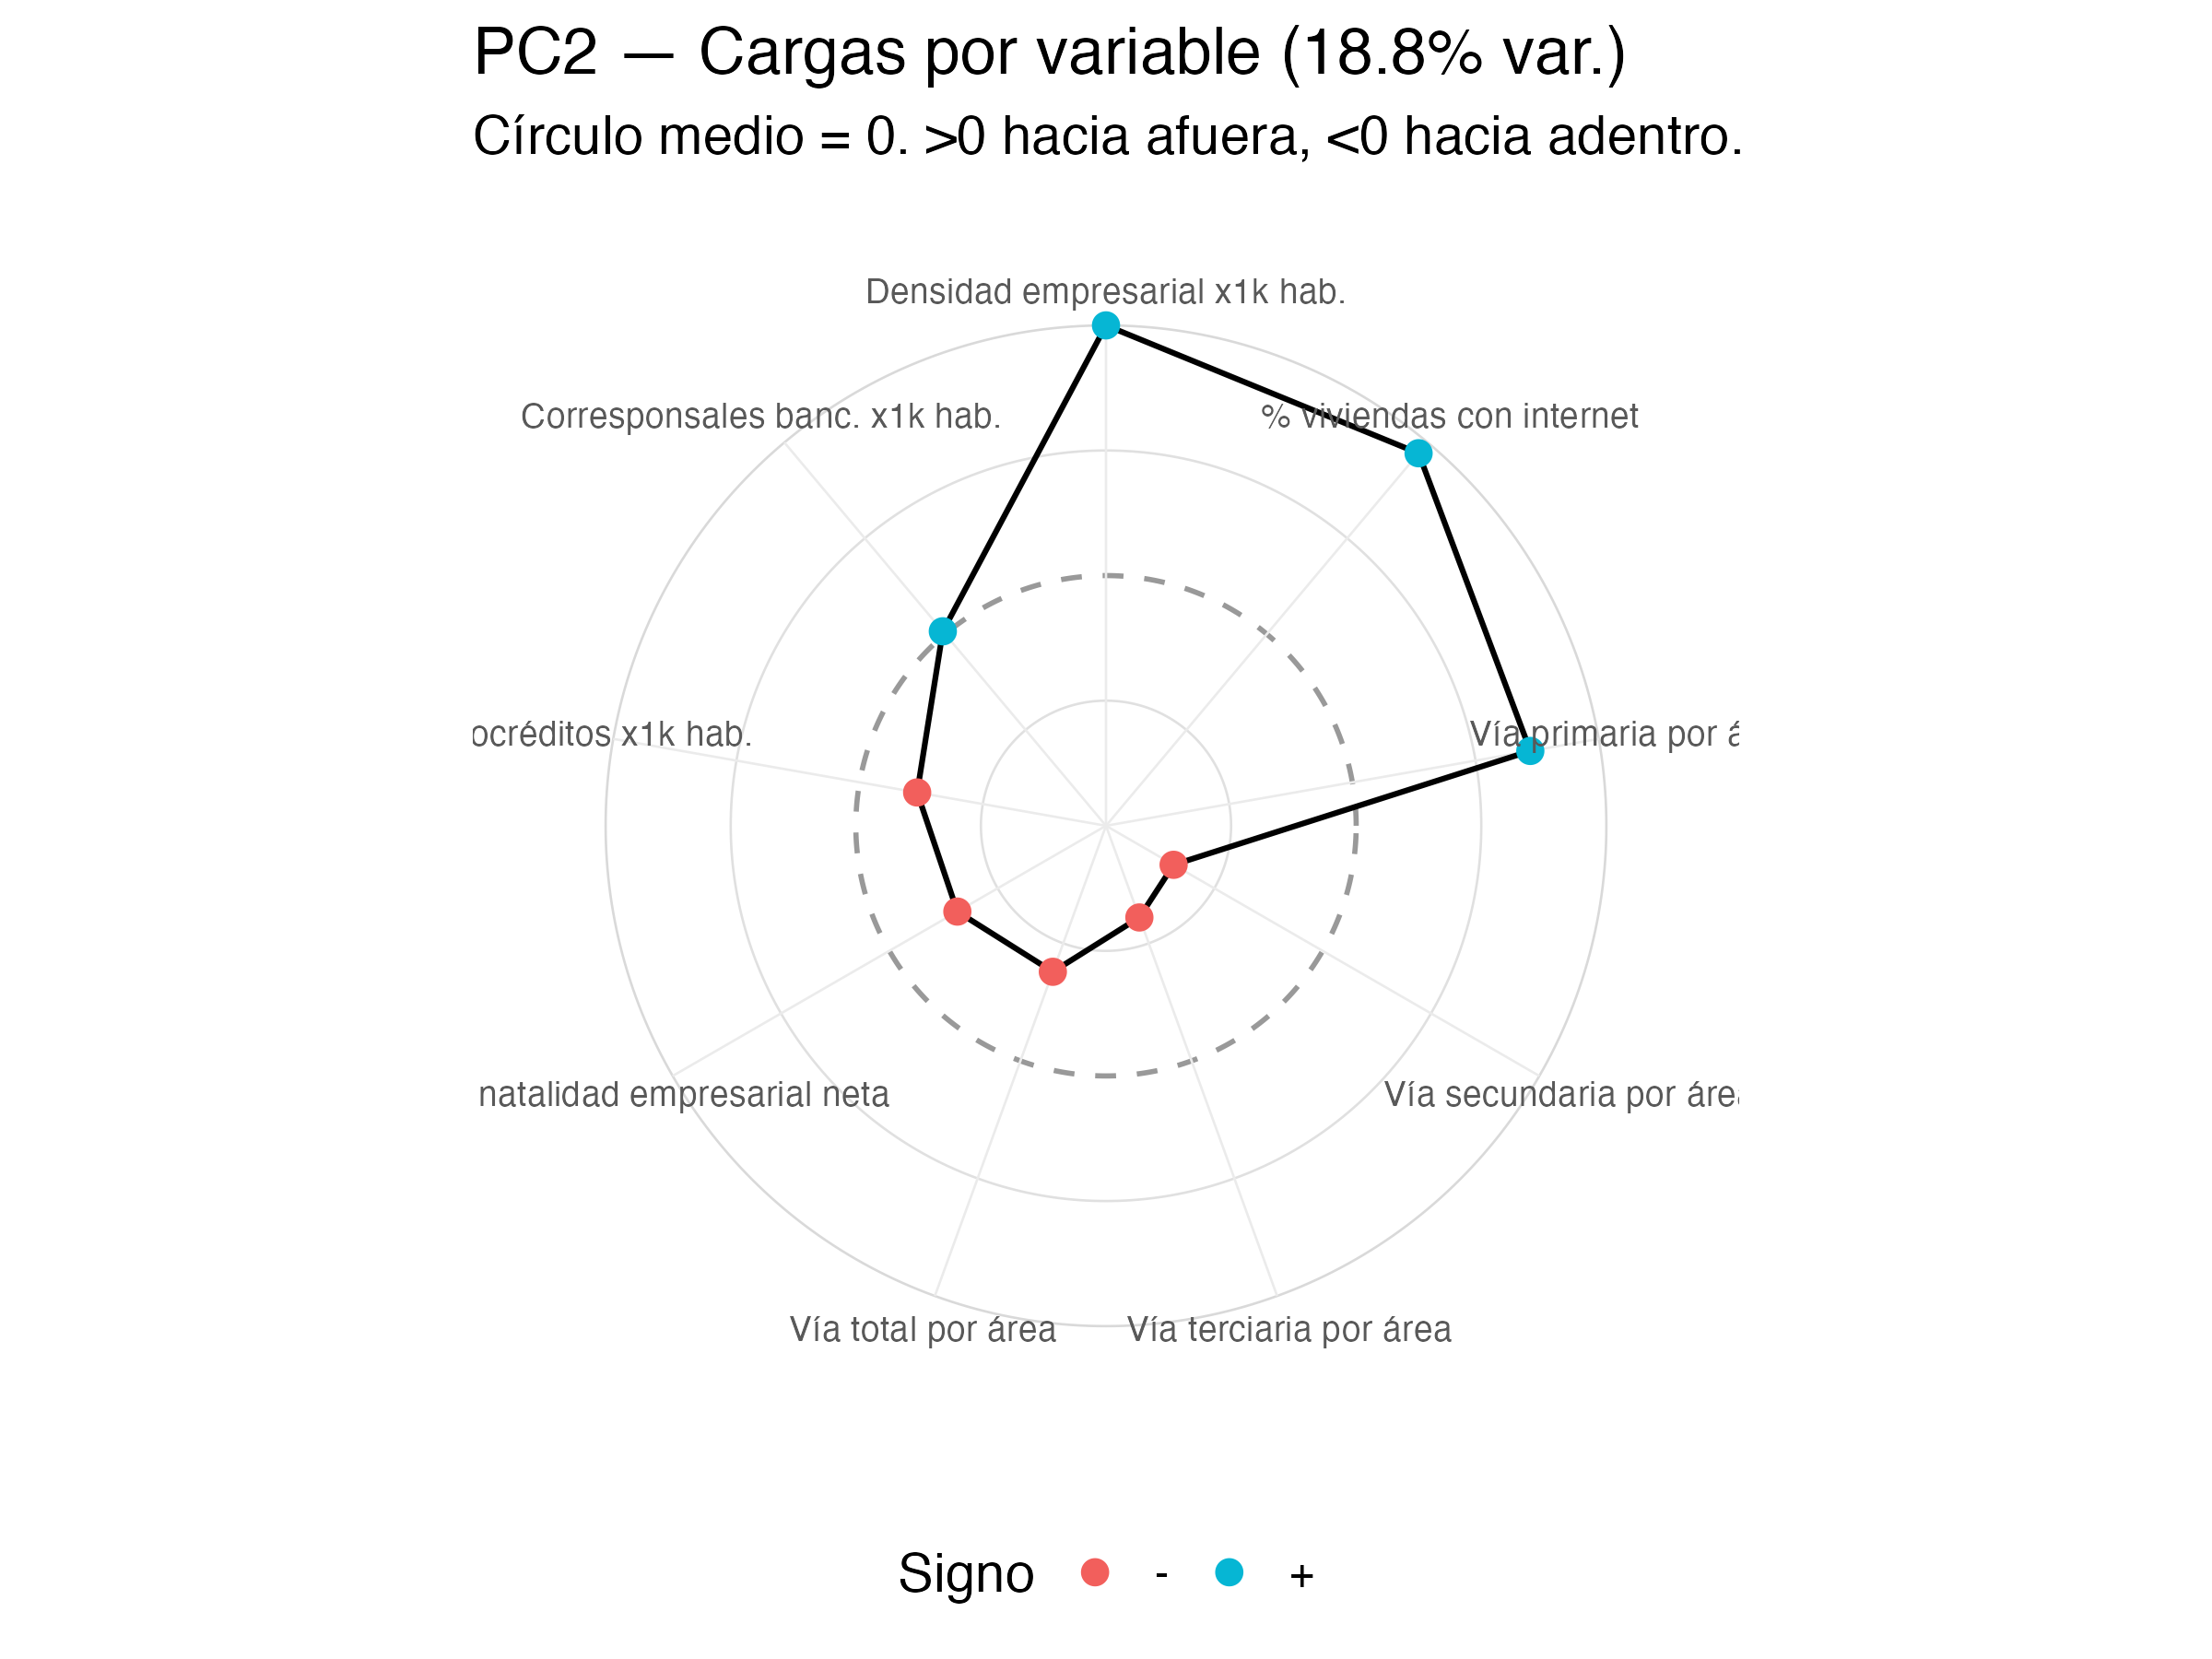 PC2 — Cargas por variable (18.8% var.)
Círculo medio = 0. >0 hacia afuera, <0 hacia adentro.
Densidad empresarial x1k hab.
Corresponsales banc. x1k hab.
% viviendas con internet
ocréditos x1k hab.
Vía primaria por á
natalidad empresarial neta
Vía secundaria por áre
Vía total por área
Vía terciaria por área
Signo - +